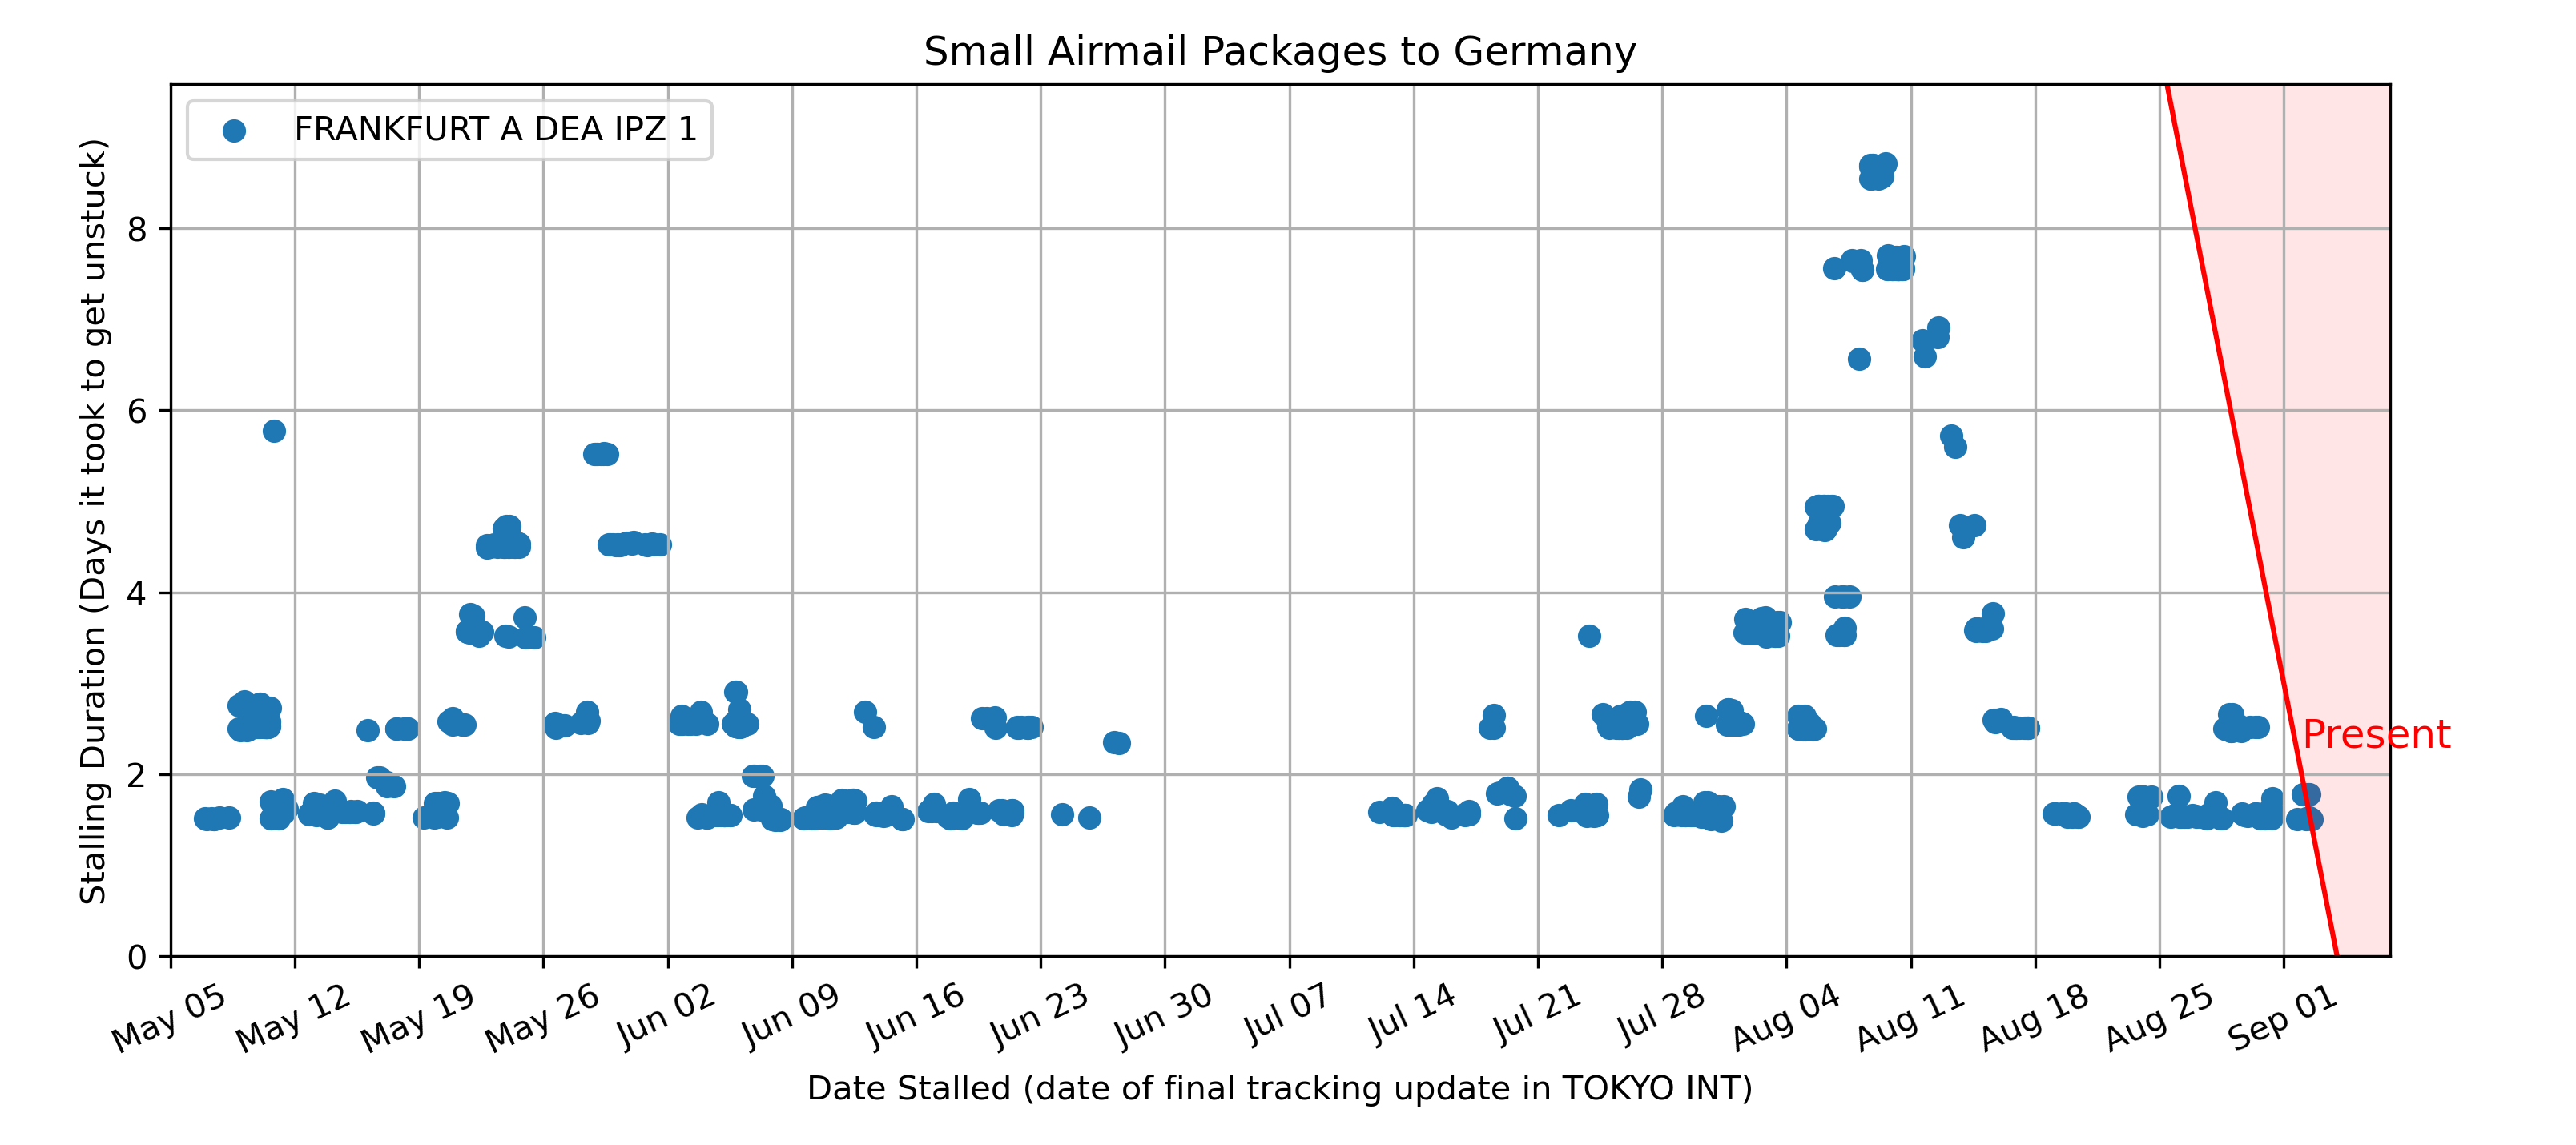 Small Airmail Packages to Germany
FRANKFURT A DEA IPZ 1
Stalling Duration (Days it took to get unstuck)
8
6
4
2
0
Present
May 05
May 12
May 19
May 26
Jun 02
Jun 09
Jun 16
Jun 23
Jun 30
Jul 07
Jul 14
Jul 21
Jul 28
Aug 04
Aug 11
Aug 18
Aug 25
Sep 01
Date Stalled (date of final tracking update in TOKYO INT)